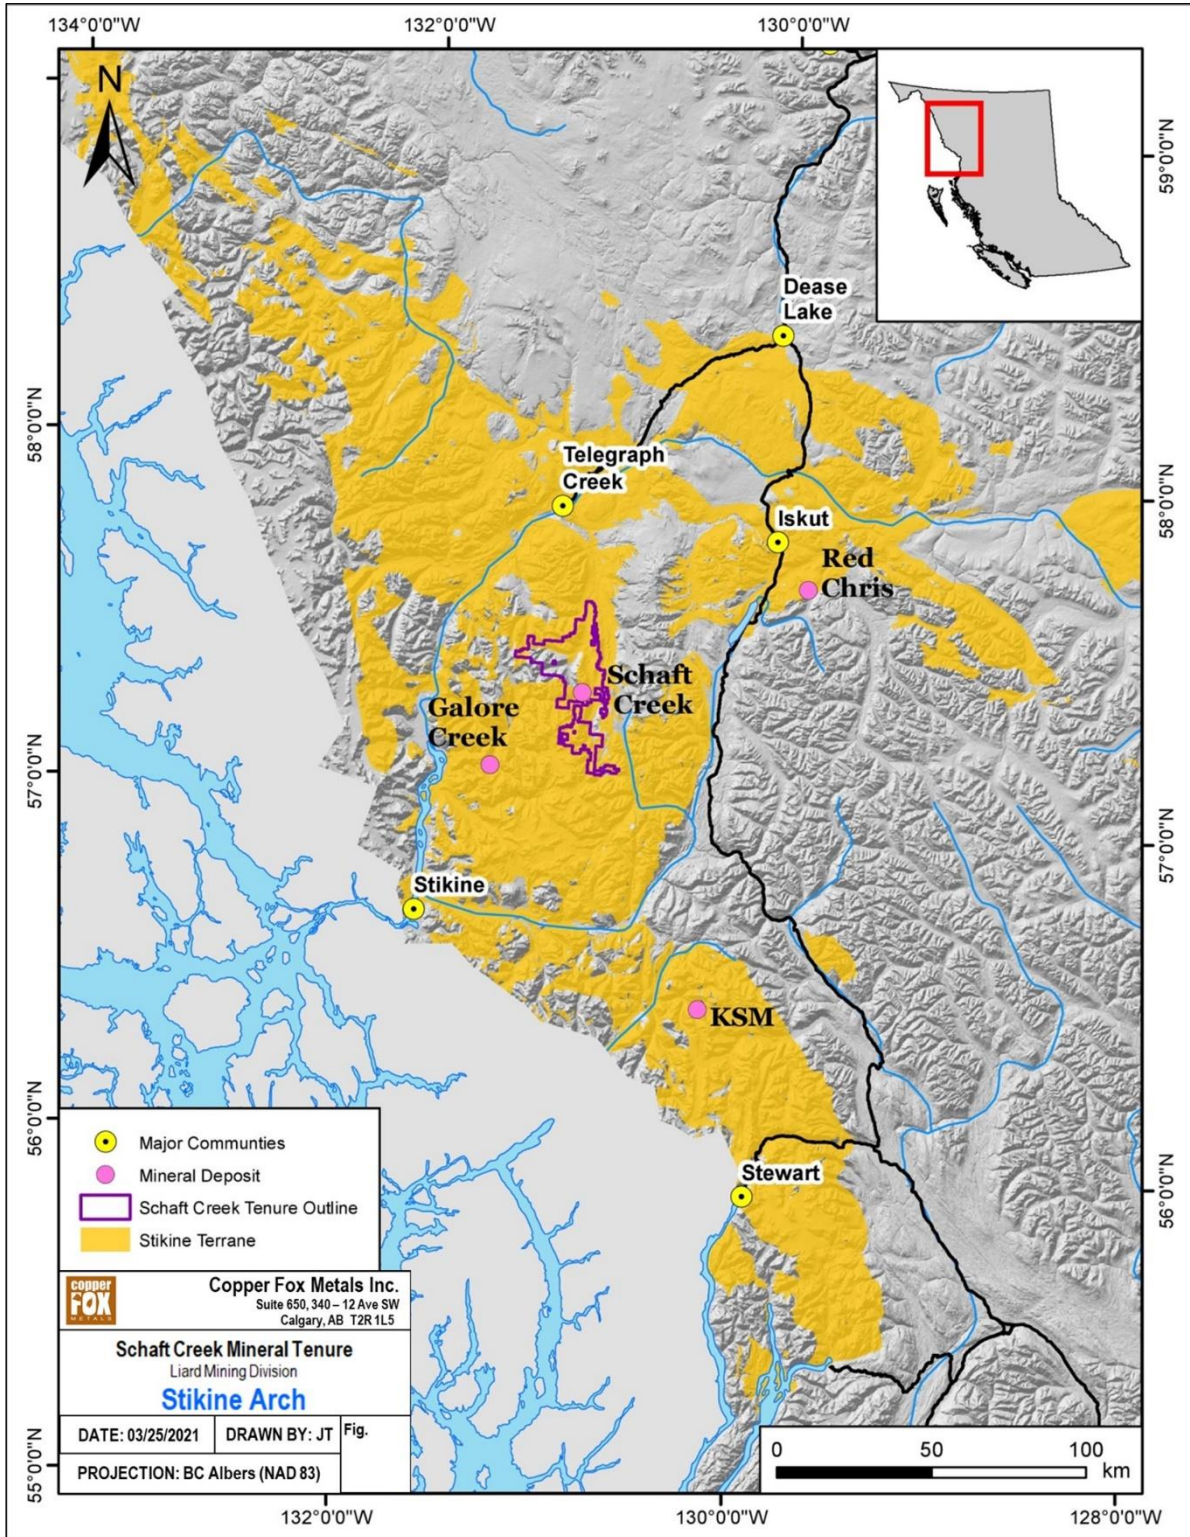 134°0'0"W
132°0'0"W
130°0'0"W
N
59°0'0"N
Dease
Lake
58°0'0"N
Telegraph
Creek
58°0'0"N
Iskut
Red
Chris
Schaft
Creek
Galore
Creek
57°0'0"N
57°0'0"N
Stikine
KSM
56°0'0"N
Major Communties
Mineral Deposit
Schaft Creek Tenure Outline
Stikine Terrane
Stewart
56°0'0"N
copper
FOX
METALS
Copper Fox Metals Inc.
Suite 650, 340 – 12 Ave SW
Calgary, AB T2R 1L5
Schaft Creek Mineral Tenure
Liard Mining Division
Stikine Arch
DATE: 03/25/2021
DRAWN BY: JT
Fig.
PROJECTION: BC Albers (NAD 83)
55°0'0"N
0 50 100
km
132°0'0"W
130°0'0"W
128°0'0"W